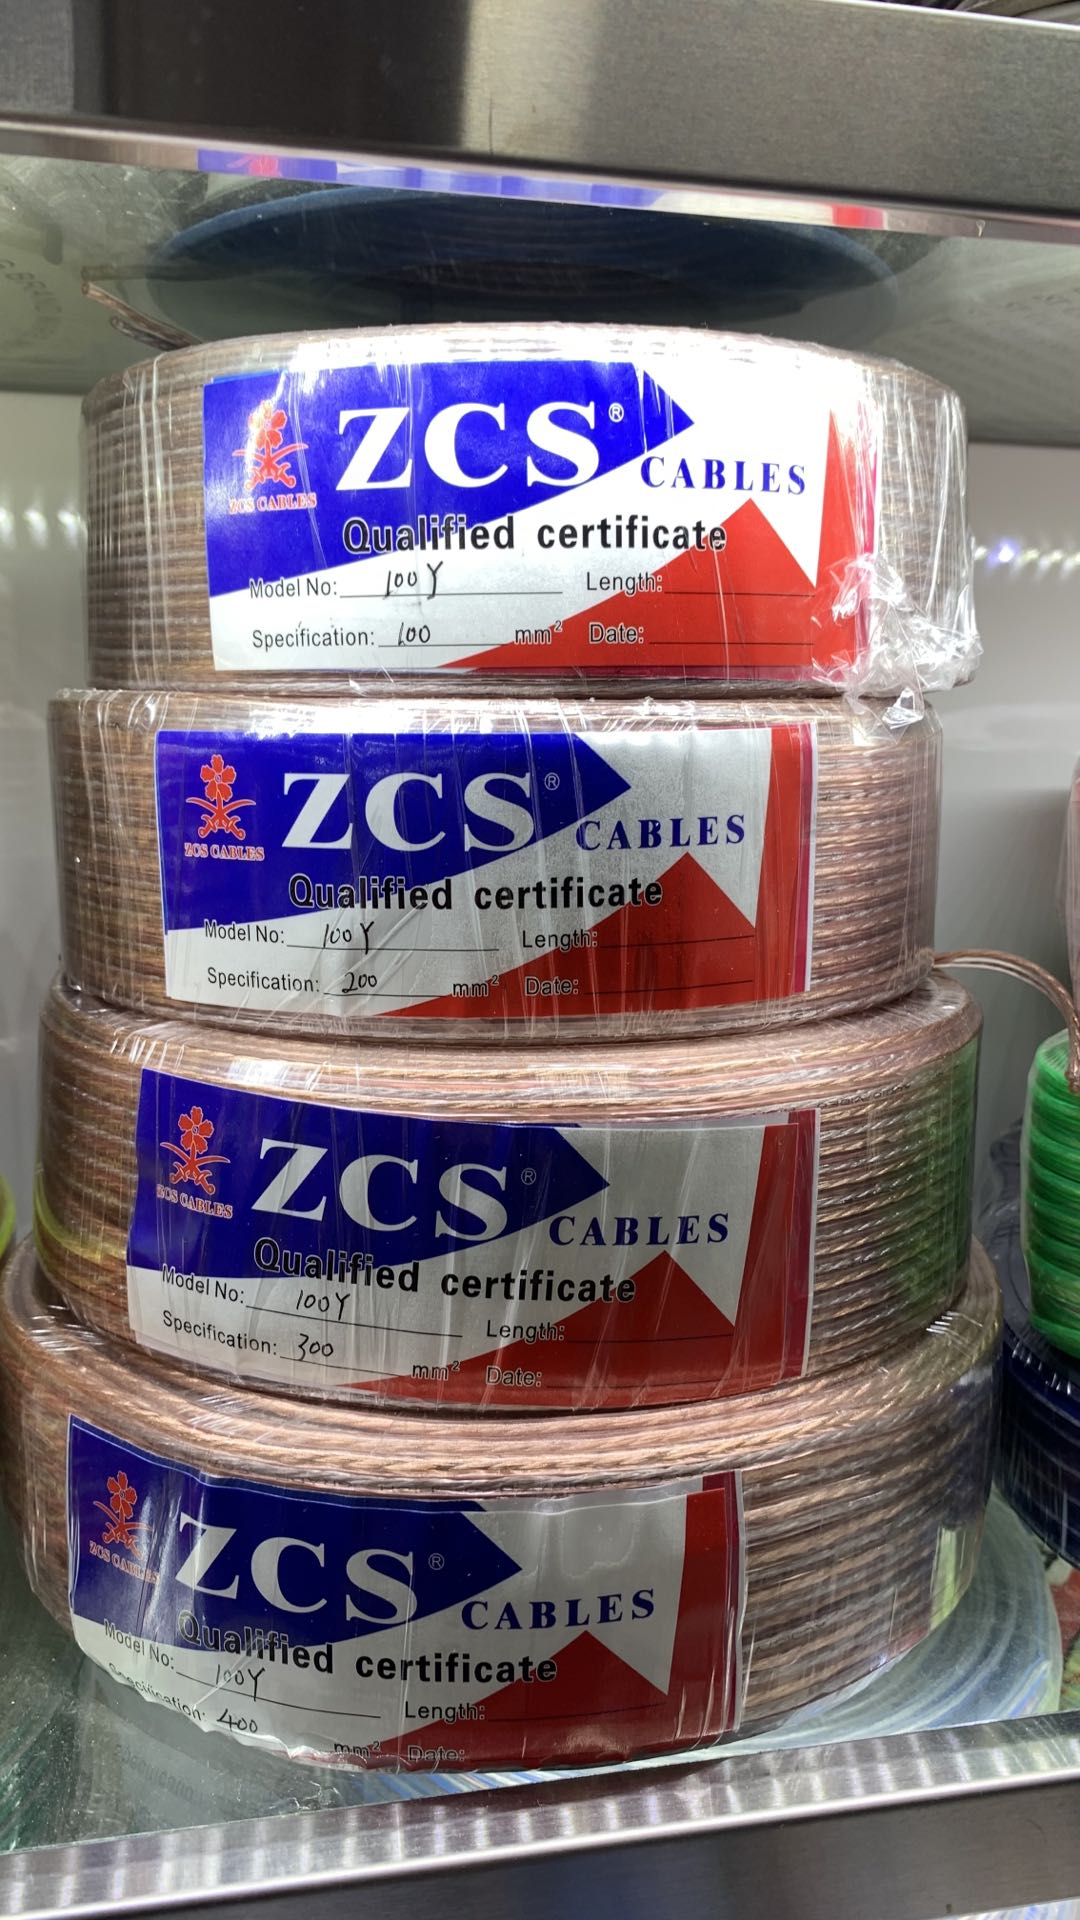 ZCS®
CABLES
ZCS CABLES
Qualified certificate
Model No: 100Y Length:
Specification: 100 mm² Date:
ZCS®
CABLES
ZCS CABLES
Qualified certificate
Model No: 100Y Length:
Specification: 200 mm² Date:
ZCS®
CABLES
ZCS CABLES
Qualified certificate
Model No: 100Y Length:
Specification: 300 mm² Date:
ZCS®
CABLES
ZCS CABLES
Qualified certificate
Model No: 100Y Length:
Specification: 400 mm² Date: